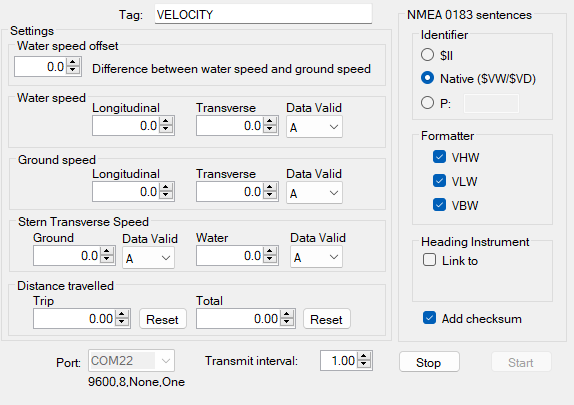 Tag: VELOCITY
Settings
Water speed offset
0.0 Difference between water speed and ground speed
Water speed
Longitudinal Transverse Data Valid
0.0 0.0 A
Ground speed
Longitudinal Transverse Data Valid
0.0 0.0 A
Stern Transverse Speed
Ground Data Valid Water Data Valid
0.0 A 0.0 A
Distance travelled
Trip Total
0.00 Reset 0.00 Reset
Port: COM22 Transmit interval: 1.00 Stop Start
9600,8,None,One
NMEA 0183 sentences
Identifier
$II
Native ($VW/$VD)
P:
Formatter
VHW
VLW
VBW
Heading Instrument
Link to
Add checksum